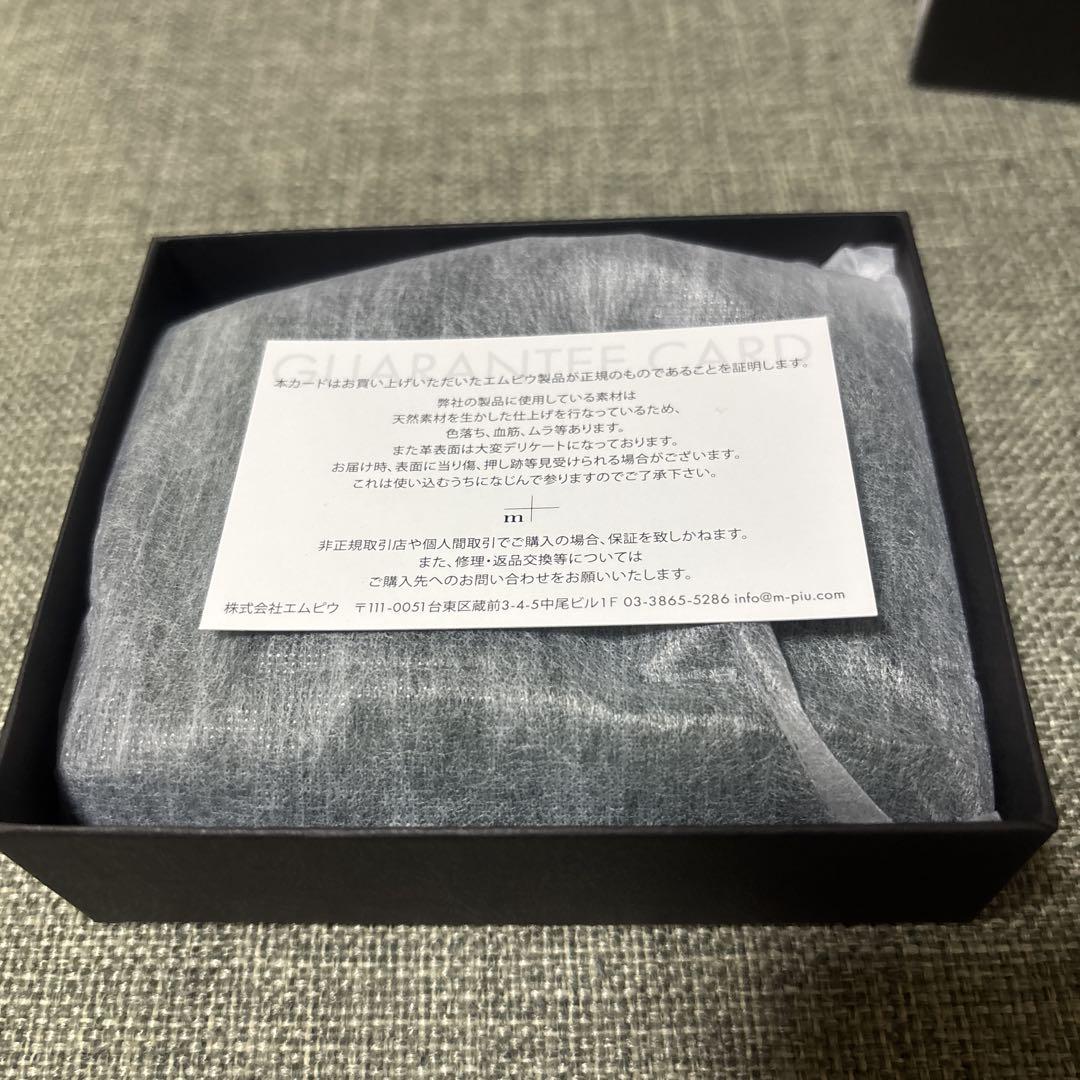 GUARANTEE CARD
本カードはお買い上げいただいたエムピウ製品が正規のものであることを証明します。
弊社の製品に使用している素材は
天然素材を生かした仕上げを行なっているため、
色落ち、血筋、ムラ等あります。
また革表面は大変デリケートになっております。
お届け時、表面に当り傷、押し跡等見受けられる場合がございます。
これは使い込むうちになじんで参りますのでご了承下さい。
m+
非正規取引店や個人間取引でご購入の場合、保証を致しかねます。
また、修理・返品交換等については
ご購入先へのお問い合わせをお願いいたします。
株式会社エムピウ 〒111-0051台東区蔵前3-4-5中尾ビル1F 03-3865-5286 info@m-piu.com